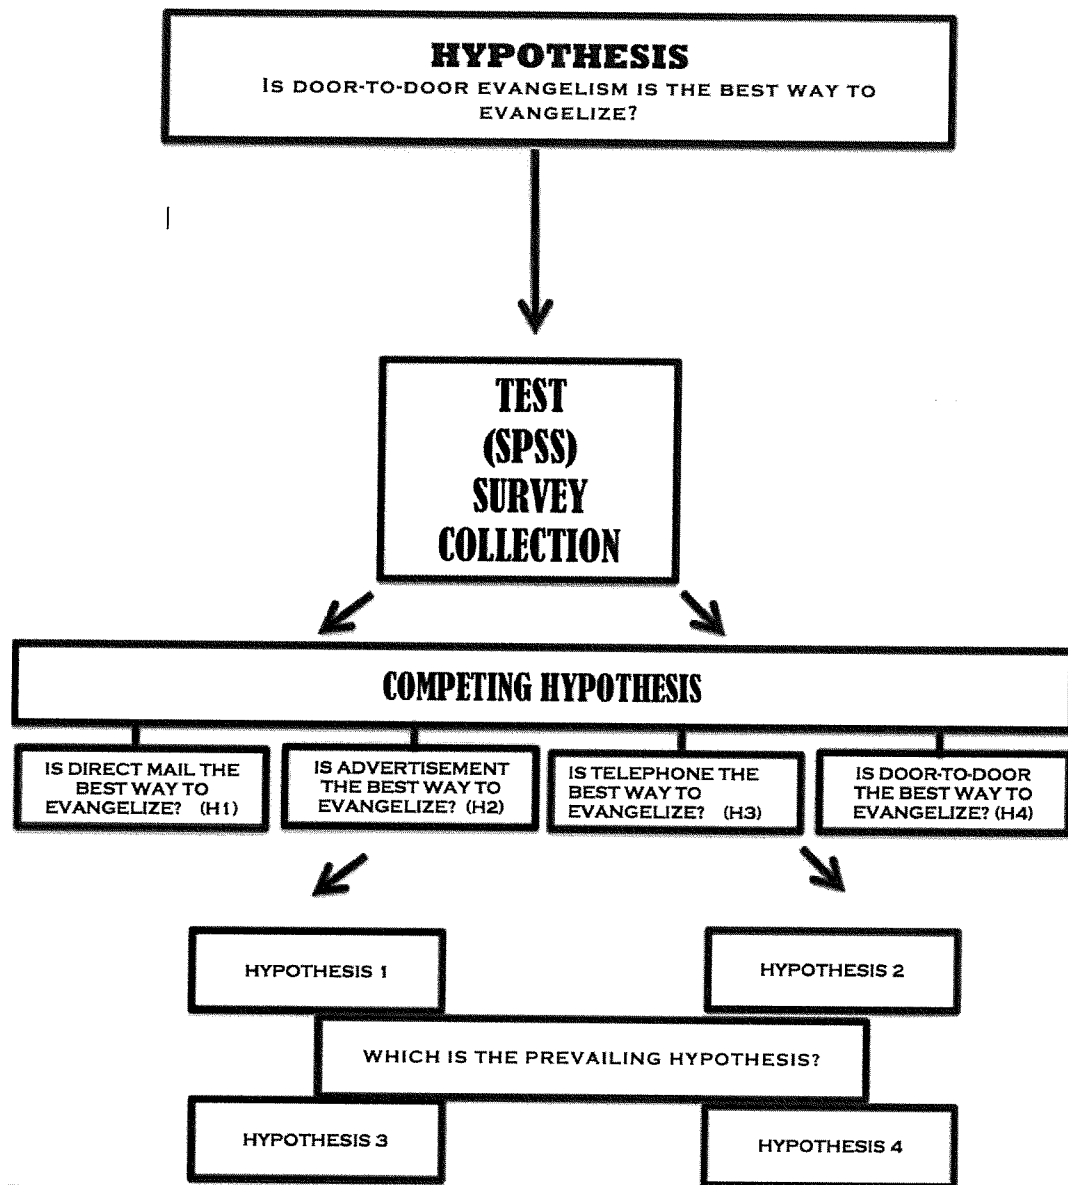 HYPOTHESIS
IS DOOR-TO-DOOR EVANGELISM IS THE BEST WAY TO
EVANGELIZE?
TEST
(SPSS)
SURVEY
COLLECTION
COMPETING HYPOTHESIS
IS DIRECT MAIL THE
BEST WAY TO
EVANGELIZE? (H1)
IS ADVERTISEMENT
THE BEST WAY TO
EVANGELIZE? (H2)
IS TELEPHONE THE
BEST WAY TO
EVANGELIZE? (H3)
IS DOOR-TO-DOOR
THE BEST WAY TO
EVANGELIZE? (H4)
HYPOTHESIS 1
HYPOTHESIS 2
WHICH IS THE PREVAILING HYPOTHESIS?
HYPOTHESIS 3
HYPOTHESIS 4